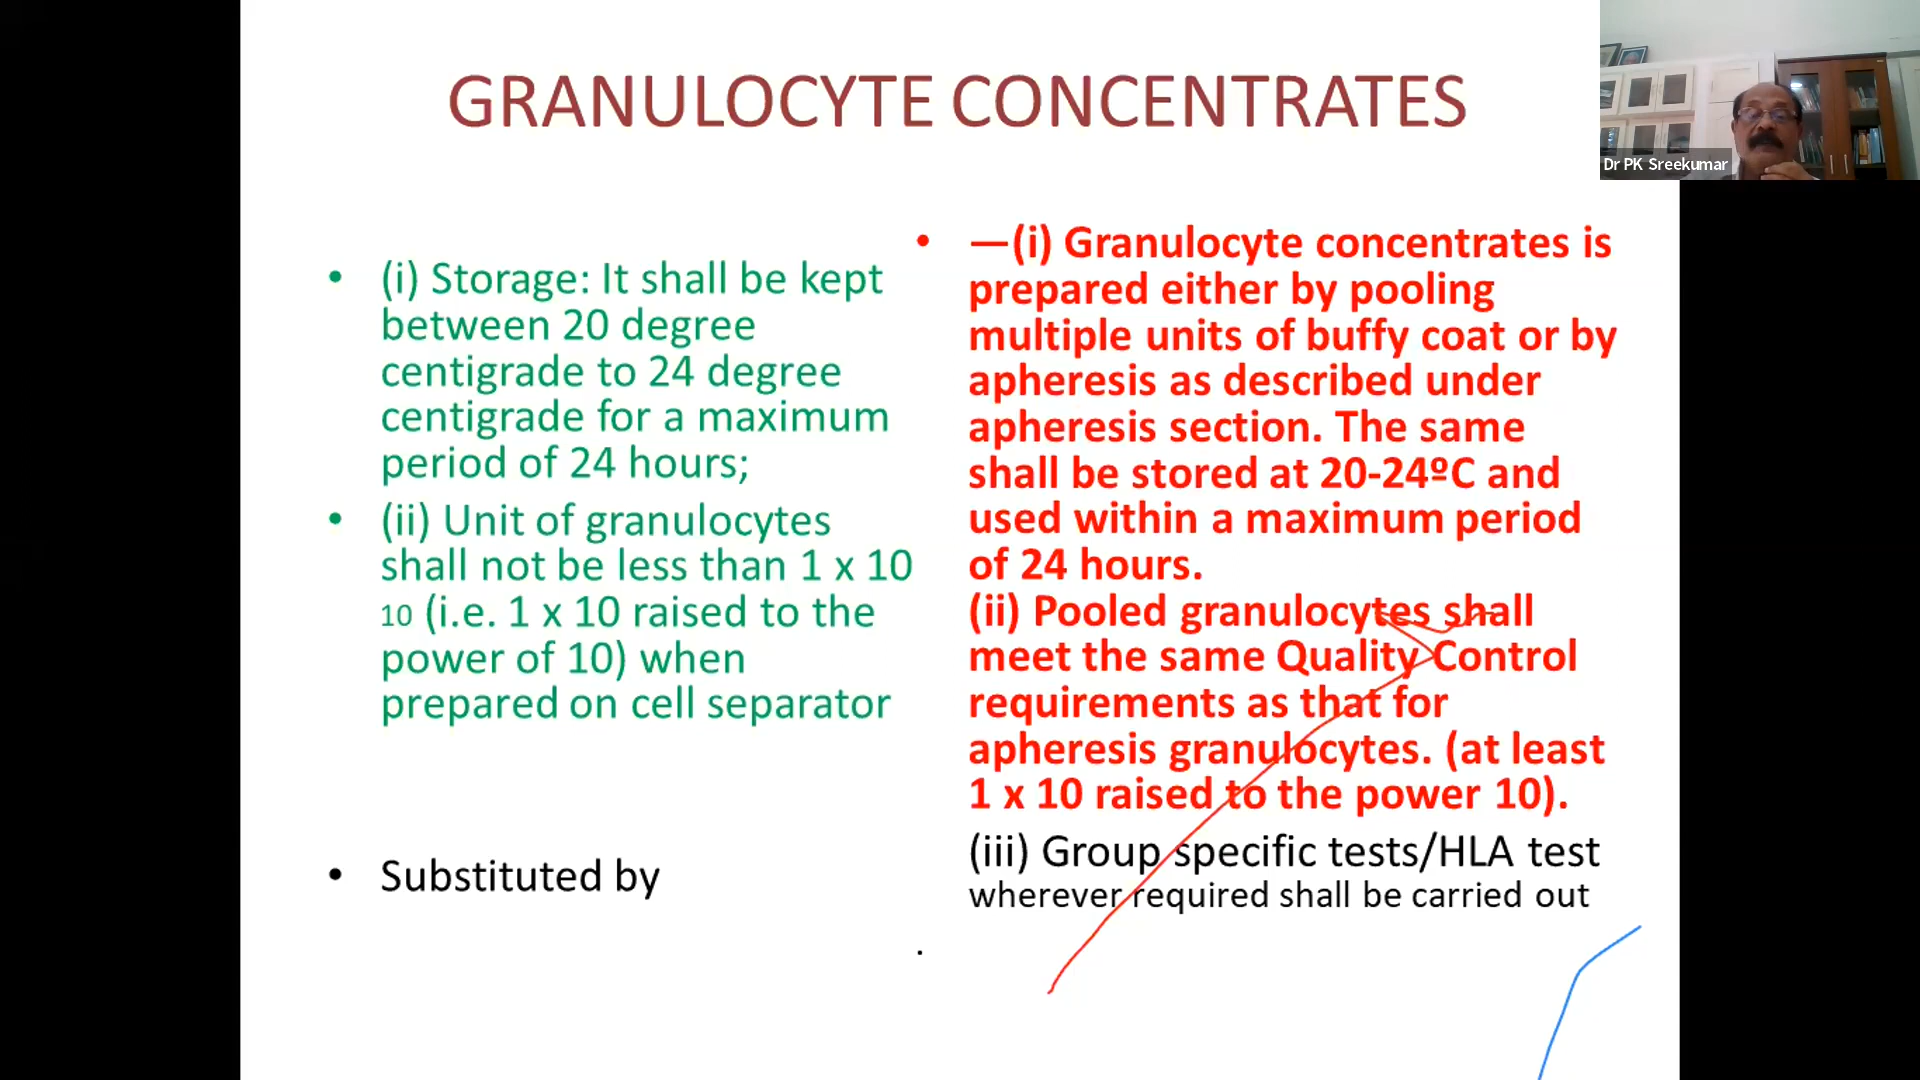 GRANULOCYTE CONCENTRATES
Dr PK Sreekumar
• (i) Storage: It shall be kept
between 20 degree
centigrade to 24 degree
centigrade for a maximum
period of 24 hours;
• (ii) Unit of granulocytes
shall not be less than 1 x 10
10 (i.e. 1 x 10 raised to the
power of 10) when
prepared on cell separator
• Substituted by
• —(i) Granulocyte concentrates is
prepared either by pooling
multiple units of buffy coat or by
apheresis as described under
apheresis section. The same
shall be stored at 20-24ºC and
used within a maximum period
of 24 hours.
(ii) Pooled granulocytes shall
meet the same Quality Control
requirements as that for
apheresis granulocytes. (at least
1 x 10 raised to the power 10).
(iii) Group specific tests/HLA test
wherever required shall be carried out
.